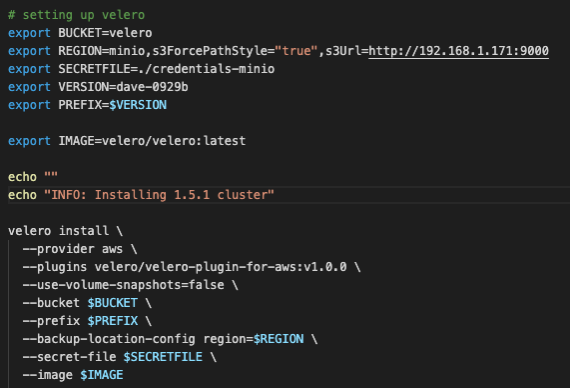 # setting up velero
export BUCKET=velero
export REGION=minio,s3ForcePathStyle="true",s3Url=http://192.168.1.171:9000
export SECRETFILE=./credentials-minio
export VERSION=dave-0929b
export PREFIX=$VERSION
export IMAGE=velero/velero:latest
echo ""
echo "INFO: Installing 1.5.1 cluster"
velero install \
--provider aws \
--plugins velero/velero-plugin-for-aws:v1.0.0 \
--use-volume-snapshots=false \
--bucket $BUCKET \
--prefix $PREFIX \
--backup-location-config region=$REGION \
--secret-file $SECRETFILE \
--image $IMAGE